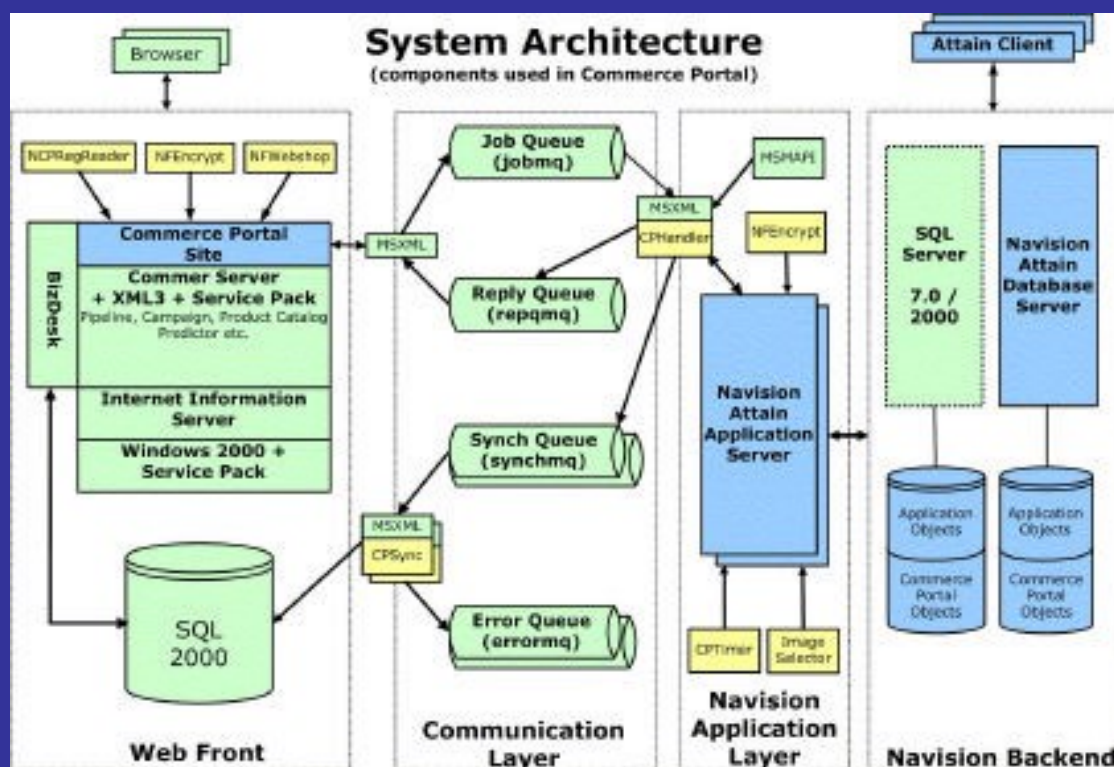 System Architecture
(components used in Commerce Portal)
Browser
Attain Client
NCPRegReader
NFEncrypt
NFWebshop
BizDesk
Commerce Portal
Site
Commer Server
+ XML3 + Service Pack
Pipeline, Campaign, Product Catalog
Predictor etc.
Internet Information
Server
Windows 2000 +
Service Pack
SQL
2000
Web Front
Job Queue
(jobmq)
MSXML
Reply Queue
(repqmq)
MSXML
CPHandler
Synch Queue
(synchmq)
MSXML
CPSync
Error Queue
(errormq)
Communication
Layer
MSMAPI
NFEncrypt
Navision
Attain
Application
Server
CPTimer
Image
Selector
Navision
Application
Layer
SQL
Server
7.0 /
2000
Navision
Attain
Database
Server
Application
Objects
Commerce
Portal
Objects
Application
Objects
Commerce
Portal
Objects
Navision Backend